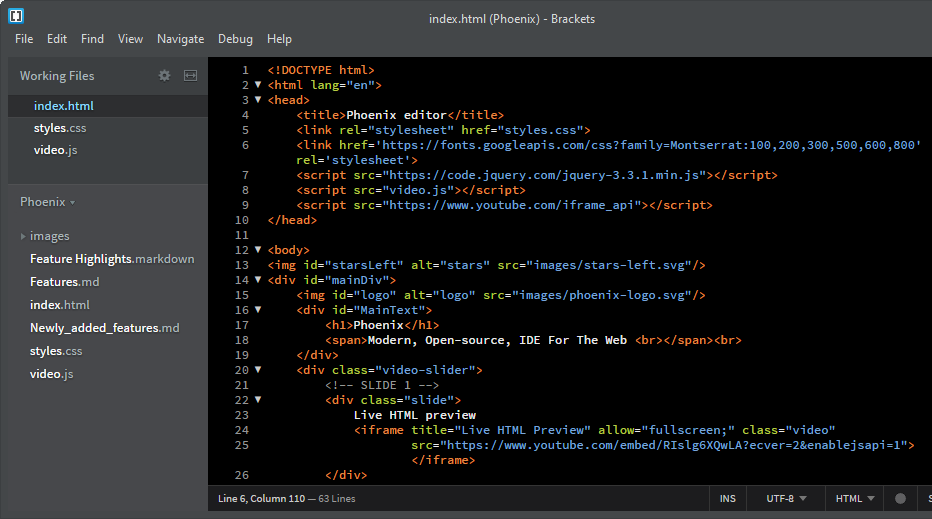 index.html (Phoenix) - Brackets
File Edit Find View Navigate Debug Help
Working Files
index.html
styles.css
video.js
Phoenix
images
Feature Highlights.markdown
Features.md
index.html
Newly_added_features.md
styles.css
video.js
1 <!DOCTYPE html>
2 <html lang="en">
3 <head>
4 <title>Phoenix editor</title>
5 <link rel="stylesheet" href="styles.css">
6 <link href='https://fonts.googleapis.com/css?family=Montserrat:100,200,300,500,600,800'
rel='stylesheet'>
7 <script src="https://code.jquery.com/jquery-3.3.1.min.js"></script>
8 <script src="video.js"></script>
9 <script src="https://www.youtube.com/iframe_api"></script>
10 </head>
11
12 <body>
13 <img id="starsLeft" alt="stars" src="images/stars-left.svg"/>
14 <div id="mainDiv">
15 <img id="logo" alt="logo" src="images/phoenix-logo.svg"/>
16 <div id="MainText">
17 <h1>Phoenix</h1>
18 <span>Modern, Open-source, IDE For The Web <br></span><br>
19 </div>
20 <div class="video-slider">
21 <!-- SLIDE 1 -->
22 <div class="slide">
23 Live HTML preview
24 <iframe title="Live HTML Preview" allow="fullscreen;" class="video"
25 src="https://www.youtube.com/embed/RIslg6XQwLA?ecver=2&enablejsapi=1">
</iframe>
26 </div>
Line 6, Column 110 — 63 Lines
INS UTF-8 HTML S